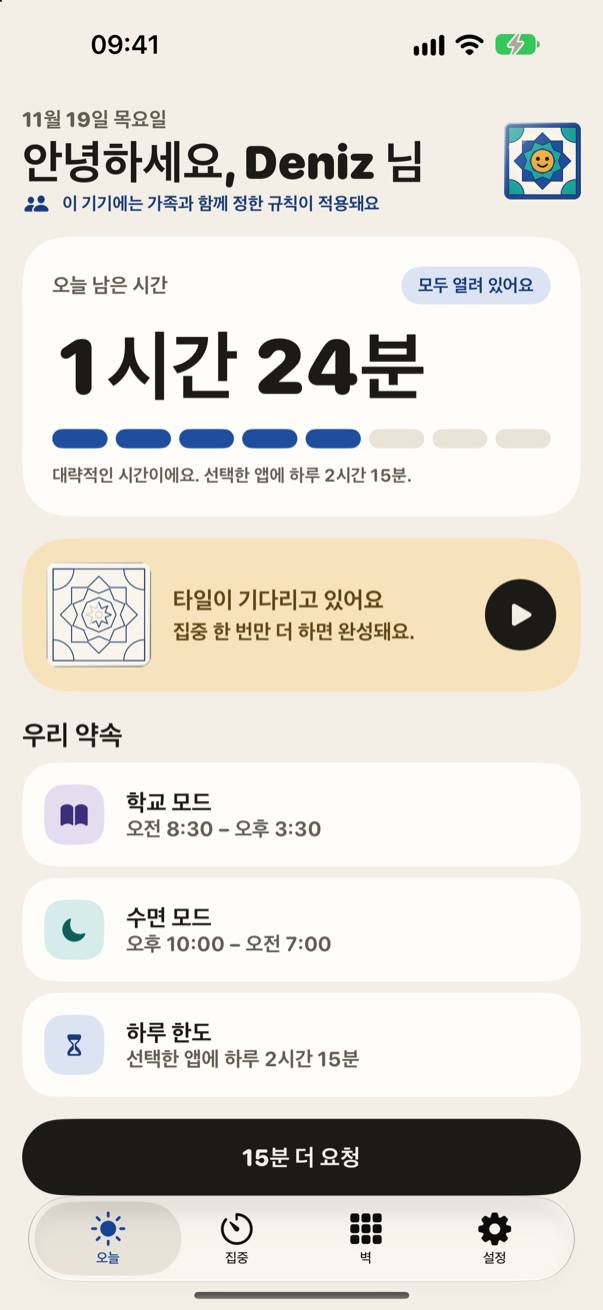 09:41
11월 19일 목요일
안녕하세요, Deniz 님
이 기기에는 가족과 함께 정한 규칙이 적용돼요
오늘 남은 시간
모두 열려 있어요
1시간 24분
대략적인 시간이에요. 선택한 앱에 하루 2시간 15분.
타일이 기다리고 있어요
집중 한 번만 더 하면 완성돼요.
우리 약속
학교 모드
오전 8:30 – 오후 3:30
수면 모드
오후 10:00 – 오전 7:00
하루 한도
선택한 앱에 하루 2시간 15분
15분 더 요청
오늘
집중
벽
설정